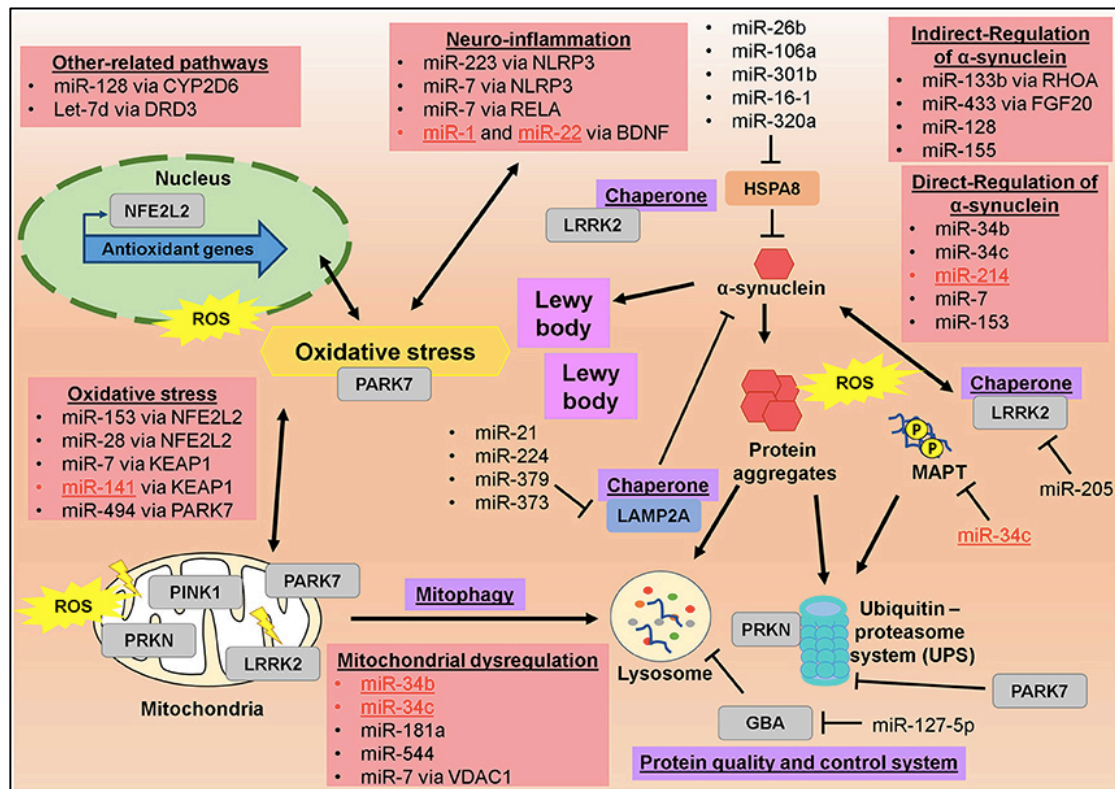 Other-related pathways
• miR-128 via CYP2D6
• Let-7d via DRD3
Neuro-inflammation
• miR-223 via NLRP3
• miR-7 via NLRP3
• miR-7 via RELA
• miR-1 and miR-22 via BDNF
• miR-26b
• miR-106a
• miR-301b
• miR-16-1
• miR-320a
Indirect-Regulation
of α-synuclein
• miR-133b via RHOA
• miR-433 via FGF20
• miR-128
• miR-155
Direct-Regulation of
α-synuclein
• miR-34b
• miR-34c
• miR-214
• miR-7
• miR-153
Nucleus
NFE2L2
Antioxidant genes
ROS
Chaperone
LRRK2
HSPA8
α-synuclein
Lewy
body
Lewy
body
Oxidative stress
PARK7
ROS
Protein
aggregates
Chaperone
LRRK2
P
P
MAPT
miR-205
miR-34c
Oxidative stress
• miR-153 via NFE2L2
• miR-28 via NFE2L2
• miR-7 via KEAP1
• miR-141 via KEAP1
• miR-494 via PARK7
• miR-21
• miR-224
• miR-379
• miR-373
Chaperone
LAMP2A
ROS
PINK1
PARK7
PRKN
LRRK2
Mitochondria
Mitophagy
Mitochondrial dysregulation
• miR-34b
• miR-34c
• miR-181a
• miR-544
• miR-7 via VDAC1
Lysosome
PRKN
Ubiquitin –
proteasome
system (UPS)
PARK7
GBA
miR-127-5p
Protein quality and control system